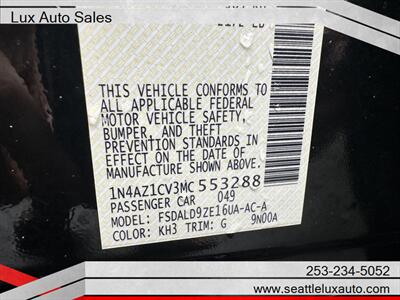 Lux Auto Sales
THIS VEHICLE CONFORMS TO
ALL APPLICABLE FEDERAL
MOTOR VEHICLE SAFETY,
BUMPER, AND THEFT
PREVENTION STANDARDS
IN EFFECT ON THE DATE OF
MANUFACTURE SHOWN ABOVE.
1N4AZ1CV3MC553288
PASSENGER CAR 049
MODEL: FSDALD9ZE16UA-AC-A
COLOR: KH3 TRIM: G 9N00A
253-234-5052
www.seattleluxautosales.com